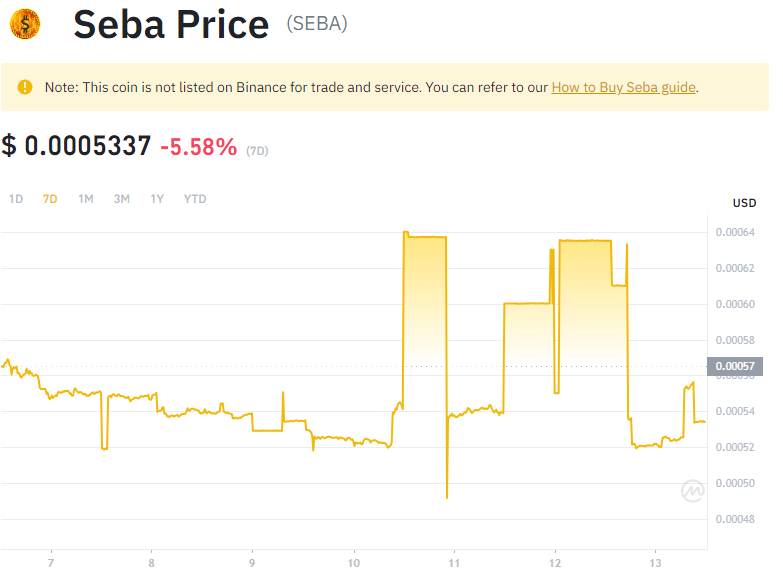 Seba Price (SEBA)
Note: This coin is not listed on Binance for trade and service. You can refer to our How to Buy Seba guide.
$ 0.0005337 -5.58% (7D)
1D 7D 1M 3M 1Y YTD
USD
0.00064
0.00062
0.00060
0.00058
0.00057
0.00054
0.00052
0.00050
0.00048
7 8 9 10 11 12 13